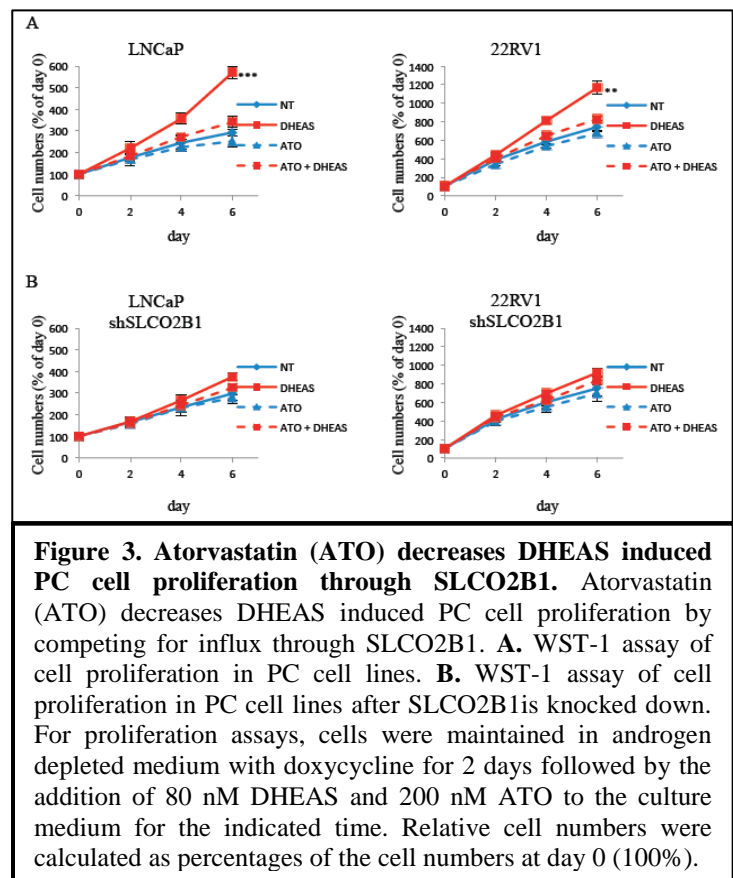 A
LNCaP
Cell numbers (% of day 0)
600
500
400
300
200
100
0
0 2 4 6
day
***
NT
DHEAS
ATO
ATO + DHEAS
22RV1
Cell numbers (% of day 0)
1400
1200
1000
800
600
400
200
0
0 2 4 6
day
**
NT
DHEAS
ATO
ATO + DHEAS
B
LNCaP
shSLCO2B1
Cell numbers (% of day 0)
600
500
400
300
200
100
0
0 2 4 6
day
NT
DHEAS
ATO
ATO + DHEAS
22RV1
shSLCO2B1
Cell numbers (% of day 0)
1400
1200
1000
800
600
400
200
0
0 2 4 6
day
NT
DHEAS
ATO
ATO + DHEAS
Figure 3. Atorvastatin (ATO) decreases DHEAS induced
PC cell proliferation through SLCO2B1. Atorvastatin
(ATO) decreases DHEAS induced PC cell proliferation by
competing for influx through SLCO2B1. A. WST-1 assay of
cell proliferation in PC cell lines. B. WST-1 assay of cell
proliferation in PC cell lines after SLCO2B1is knocked down.
For proliferation assays, cells were maintained in androgen
depleted medium with doxycycline for 2 days followed by the
addition of 80 nM DHEAS and 200 nM ATO to the culture
medium for the indicated time. Relative cell numbers were
calculated as percentages of the cell numbers at day 0 (100%).